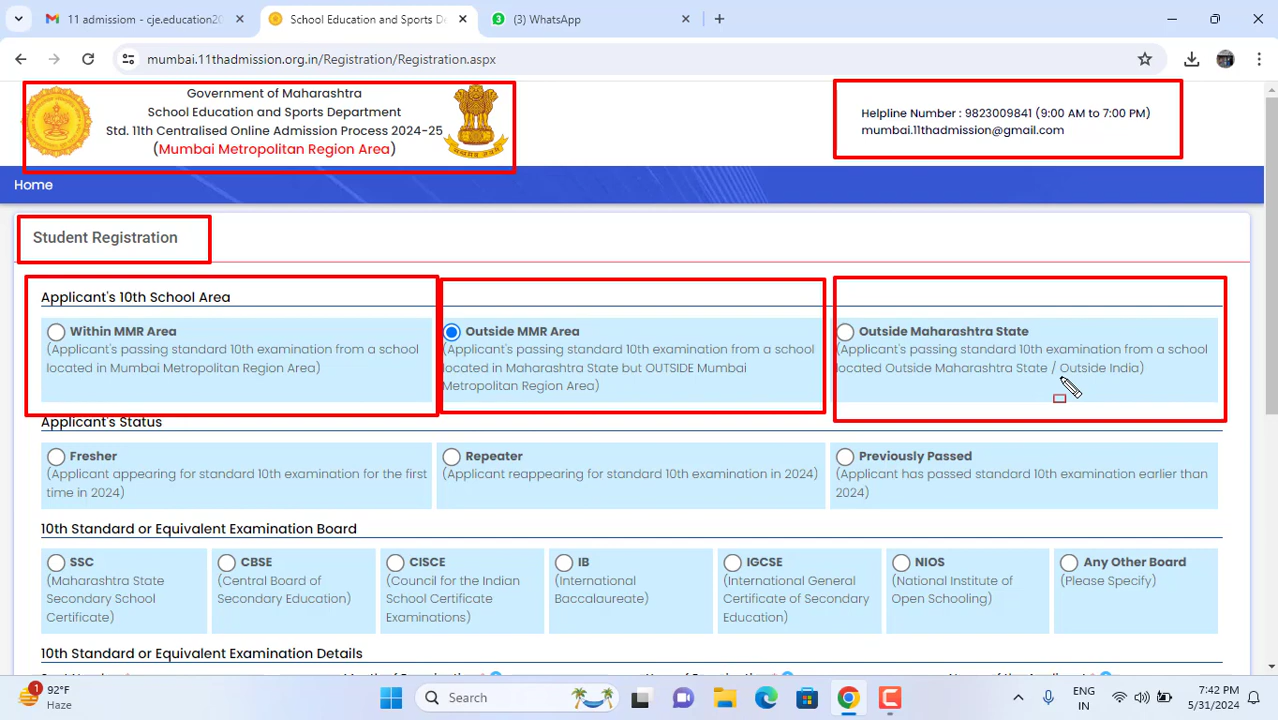 11 admissiom - cje.education20
School Education and Sports De
(3) WhatsApp
mumbai.11thadmission.org.in/Registration/Registration.aspx
Government of Maharashtra
School Education and Sports Department
Std. 11th Centralised Online Admission Process 2024-25
(Mumbai Metropolitan Region Area)
Helpline Number : 9823009841 (9:00 AM to 7:00 PM)
mumbai.11thadmission@gmail.com
Home
Student Registration
Applicant's 10th School Area
Within MMR Area
(Applicant's passing standard 10th examination from a school
located in Mumbai Metropolitan Region Area)
Outside MMR Area
(Applicant's passing standard 10th examination from a school
located in Maharashtra State but OUTSIDE Mumbai
Metropolitan Region Area)
Outside Maharashtra State
(Applicant's passing standard 10th examination from a school
located Outside Maharashtra State / Outside India)
Applicant's Status
Fresher
(Applicant appearing for standard 10th examination for the first
time in 2024)
Repeater
(Applicant reappearing for standard 10th examination in 2024)
Previously Passed
(Applicant has passed standard 10th examination earlier than
2024)
10th Standard or Equivalent Examination Board
SSC
(Maharashtra State
Secondary School
Certificate)
CBSE
(Central Board of
Secondary Education)
CISCE
(Council for the Indian
School Certificate
Examinations)
IB
(International
Baccalaureate)
IGCSE
(International General
Certificate of Secondary
Education)
NIOS
(National Institute of
Open Schooling)
Any Other Board
(Please Specify)
10th Standard or Equivalent Examination Details
1
92°F
Haze
Search
ENG
IN
7:42 PM
5/31/2024